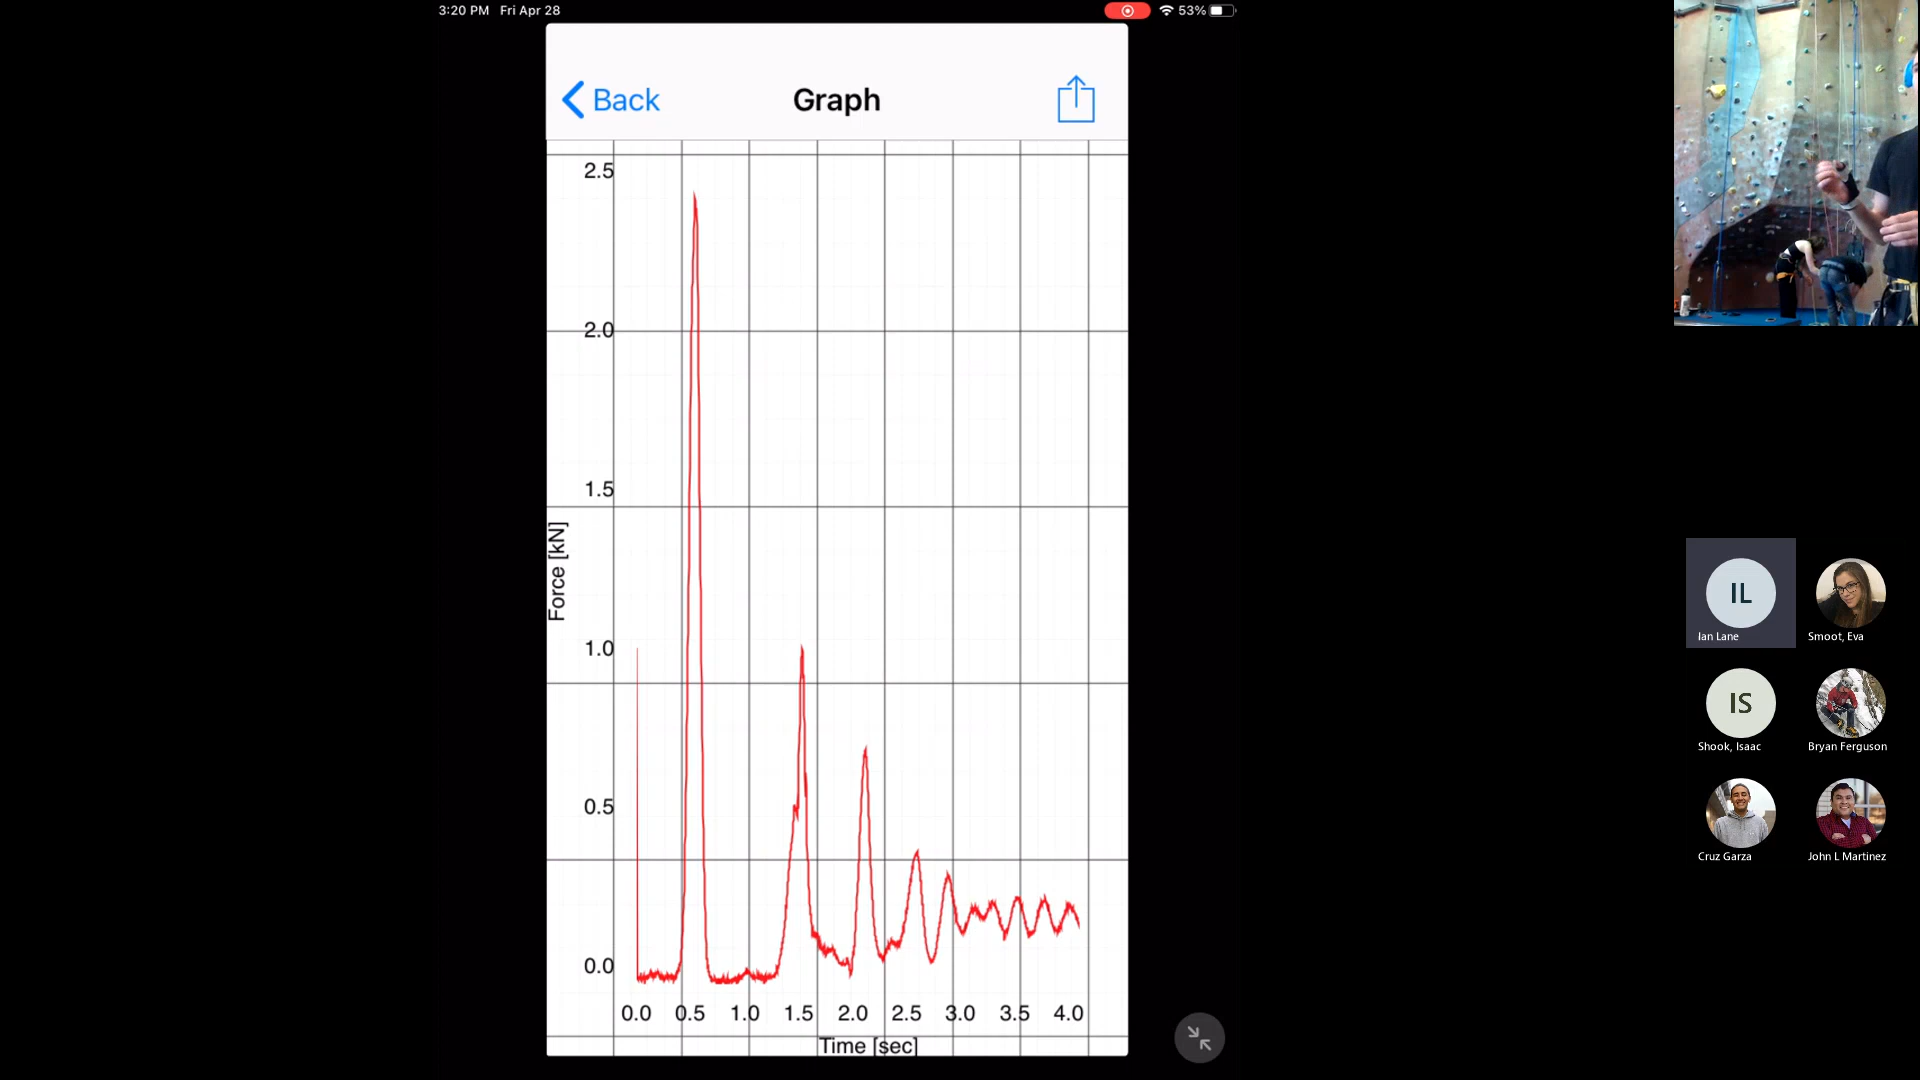 3:20 PM Fri Apr 28
53%
Back
Graph
2.5
2.0
1.5
1.0
0.5
0.0
Force [kN]
0.0 0.5 1.0 1.5 2.0 2.5 3.0 3.5 4.0
Time [sec]
IL
Ian Lane
Smoot, Eva
IS
Shook, Isaac
Bryan Ferguson
Cruz Garza
John L Martinez